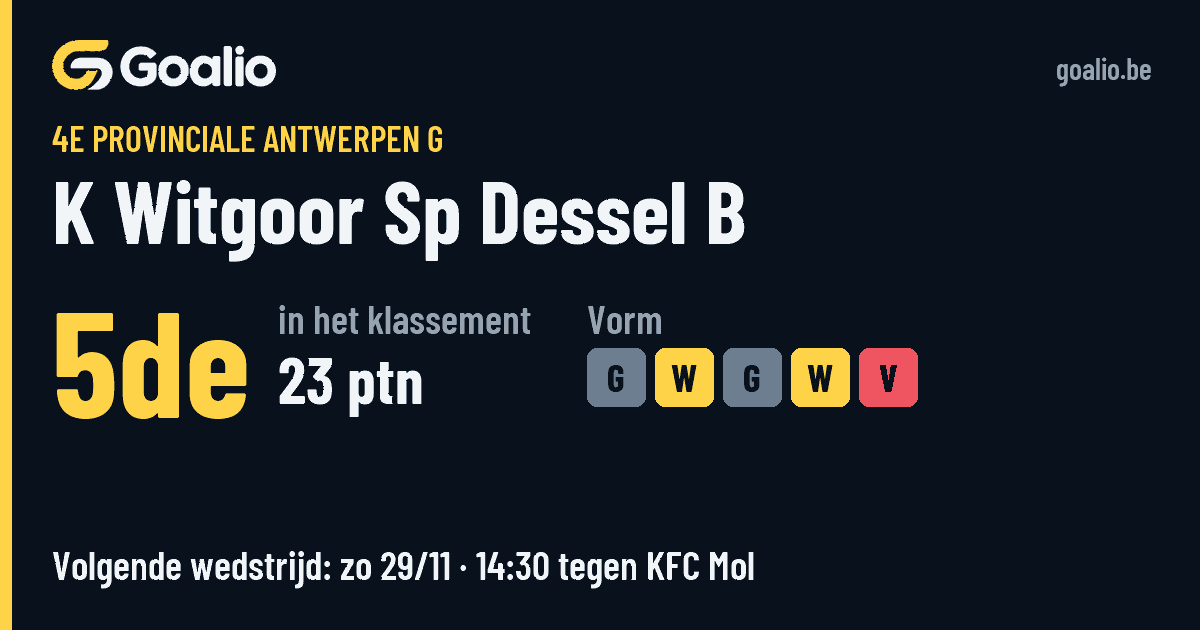 Goalio
goalio.be
4E PROVINCIALE ANTWERPEN G
K Witgoor Sp Dessel B
5de
in het klassement
23 ptn
Vorm
G W G W V
Volgende wedstrijd: zo 29/11 · 14:30 tegen KFC Mol